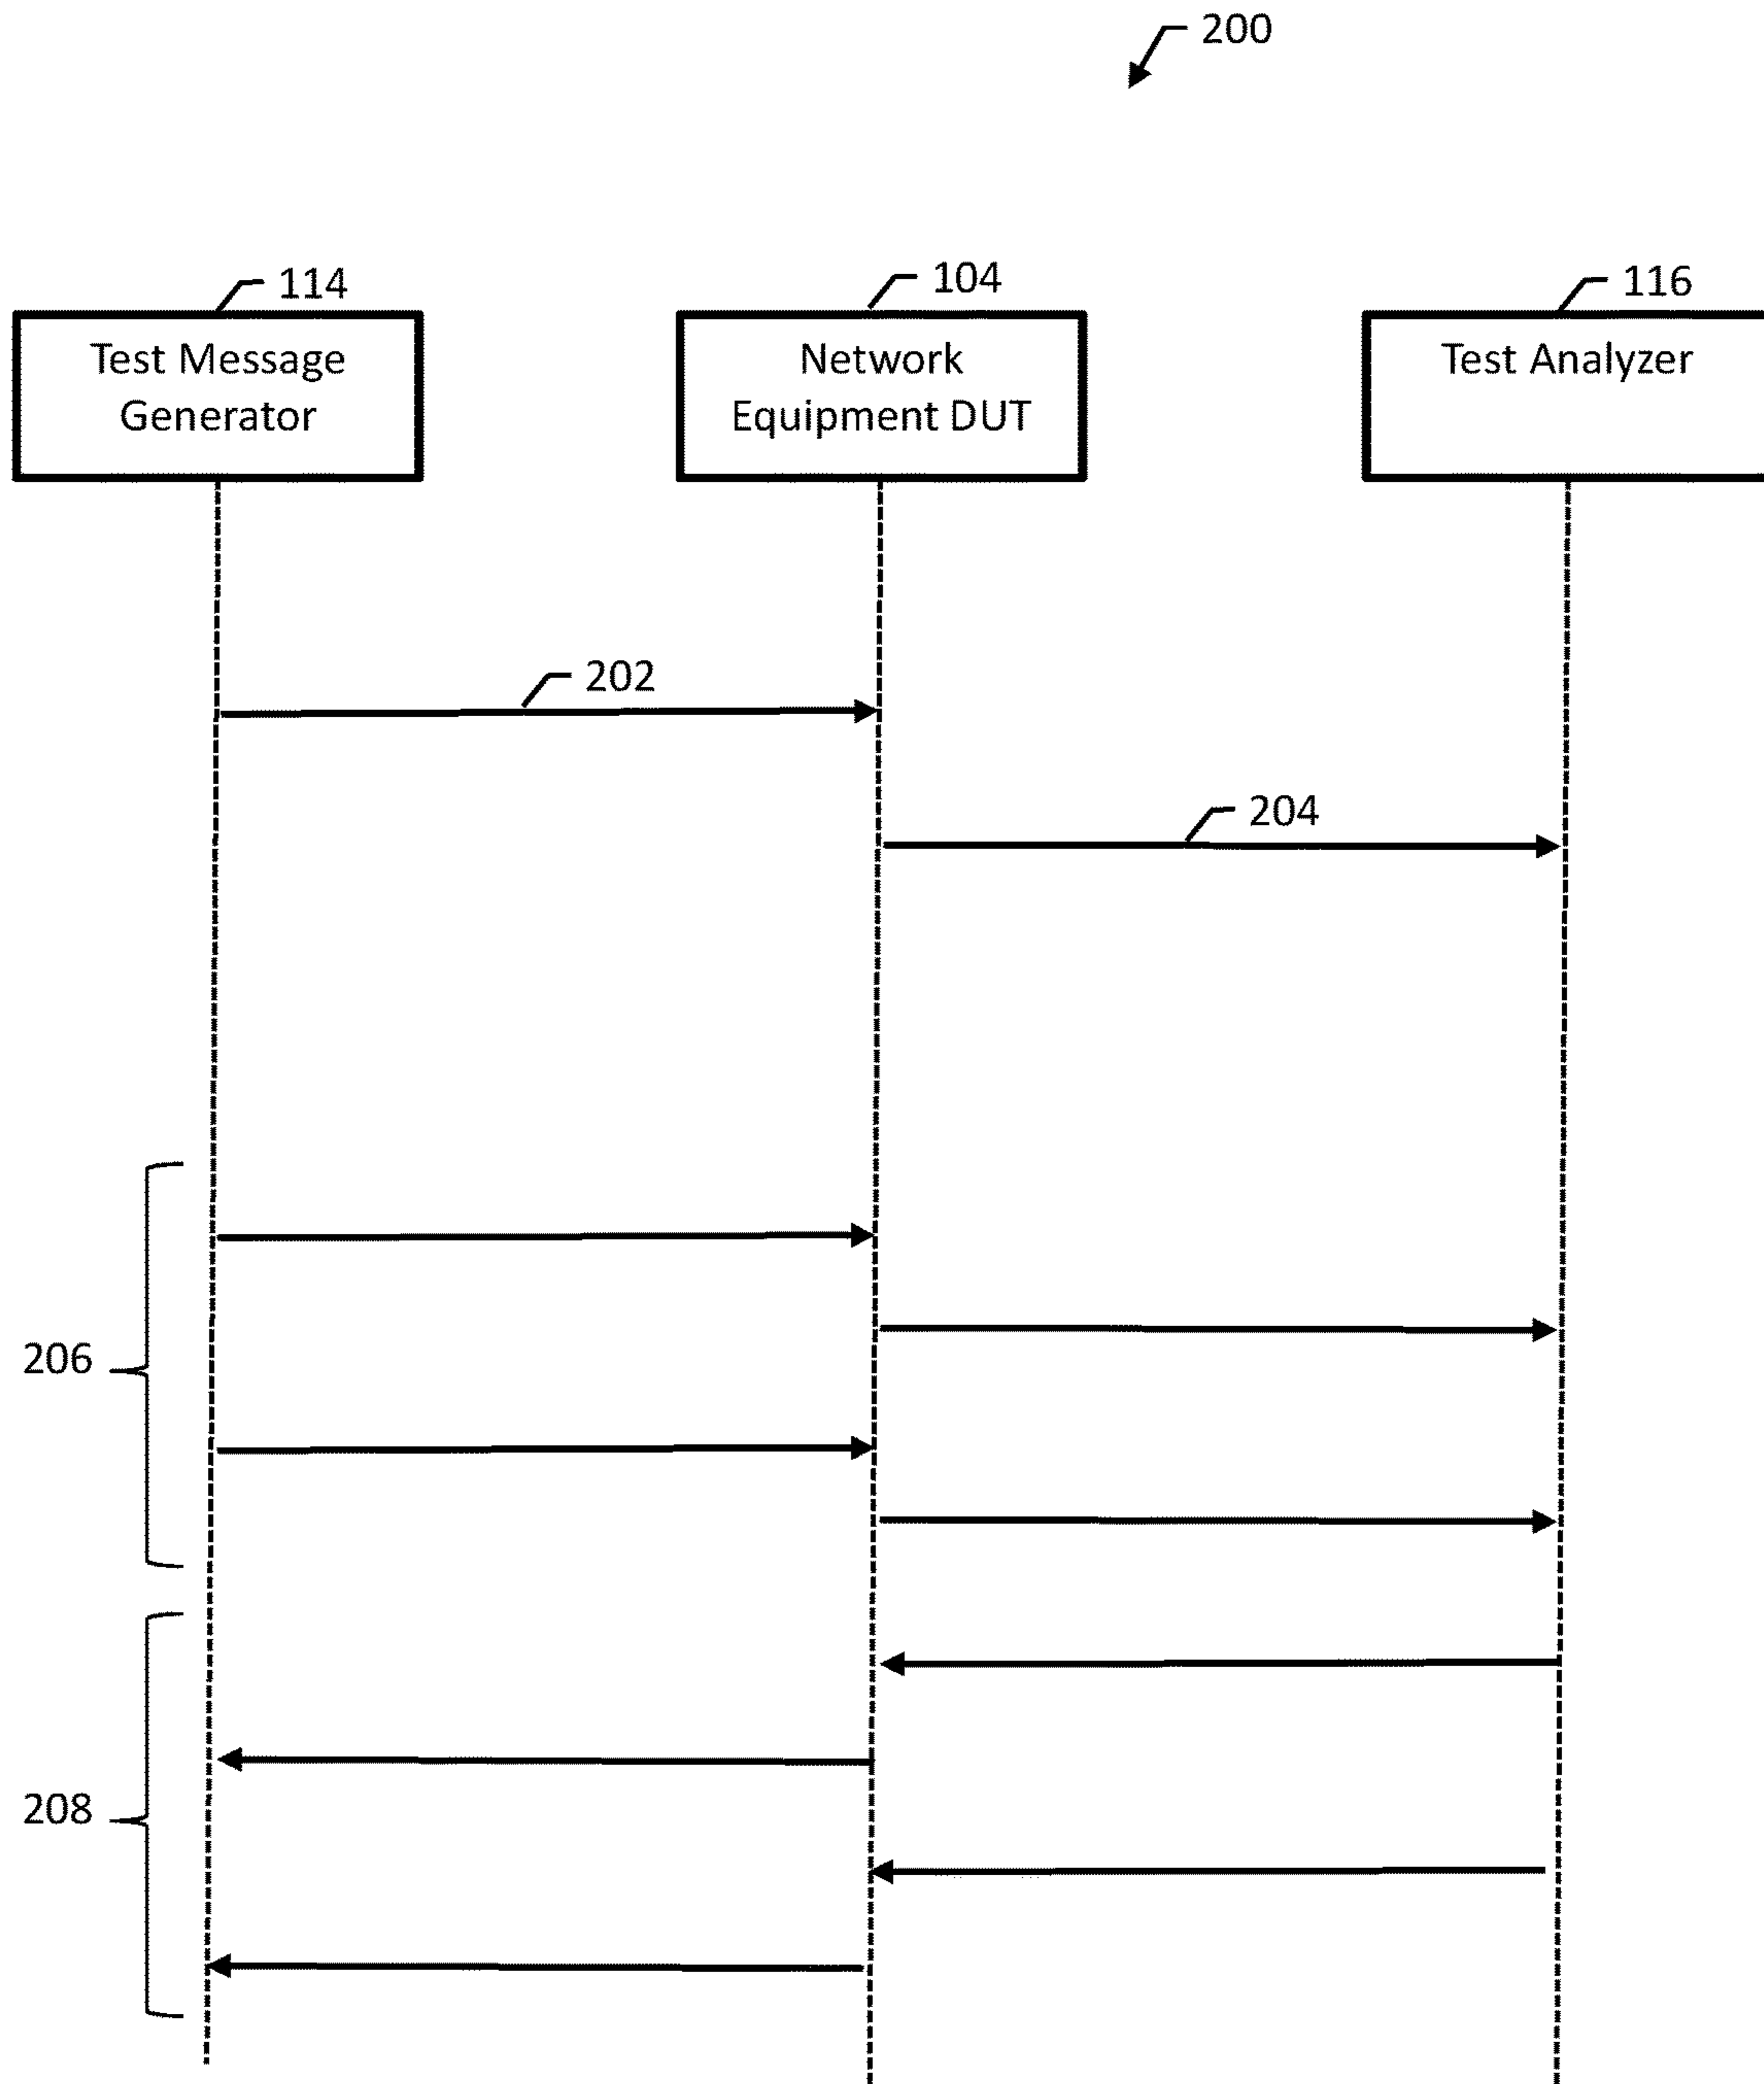 200
114
104
116
Test Message
Generator
Network
Equipment DUT
Test Analyzer
202
204
206
208